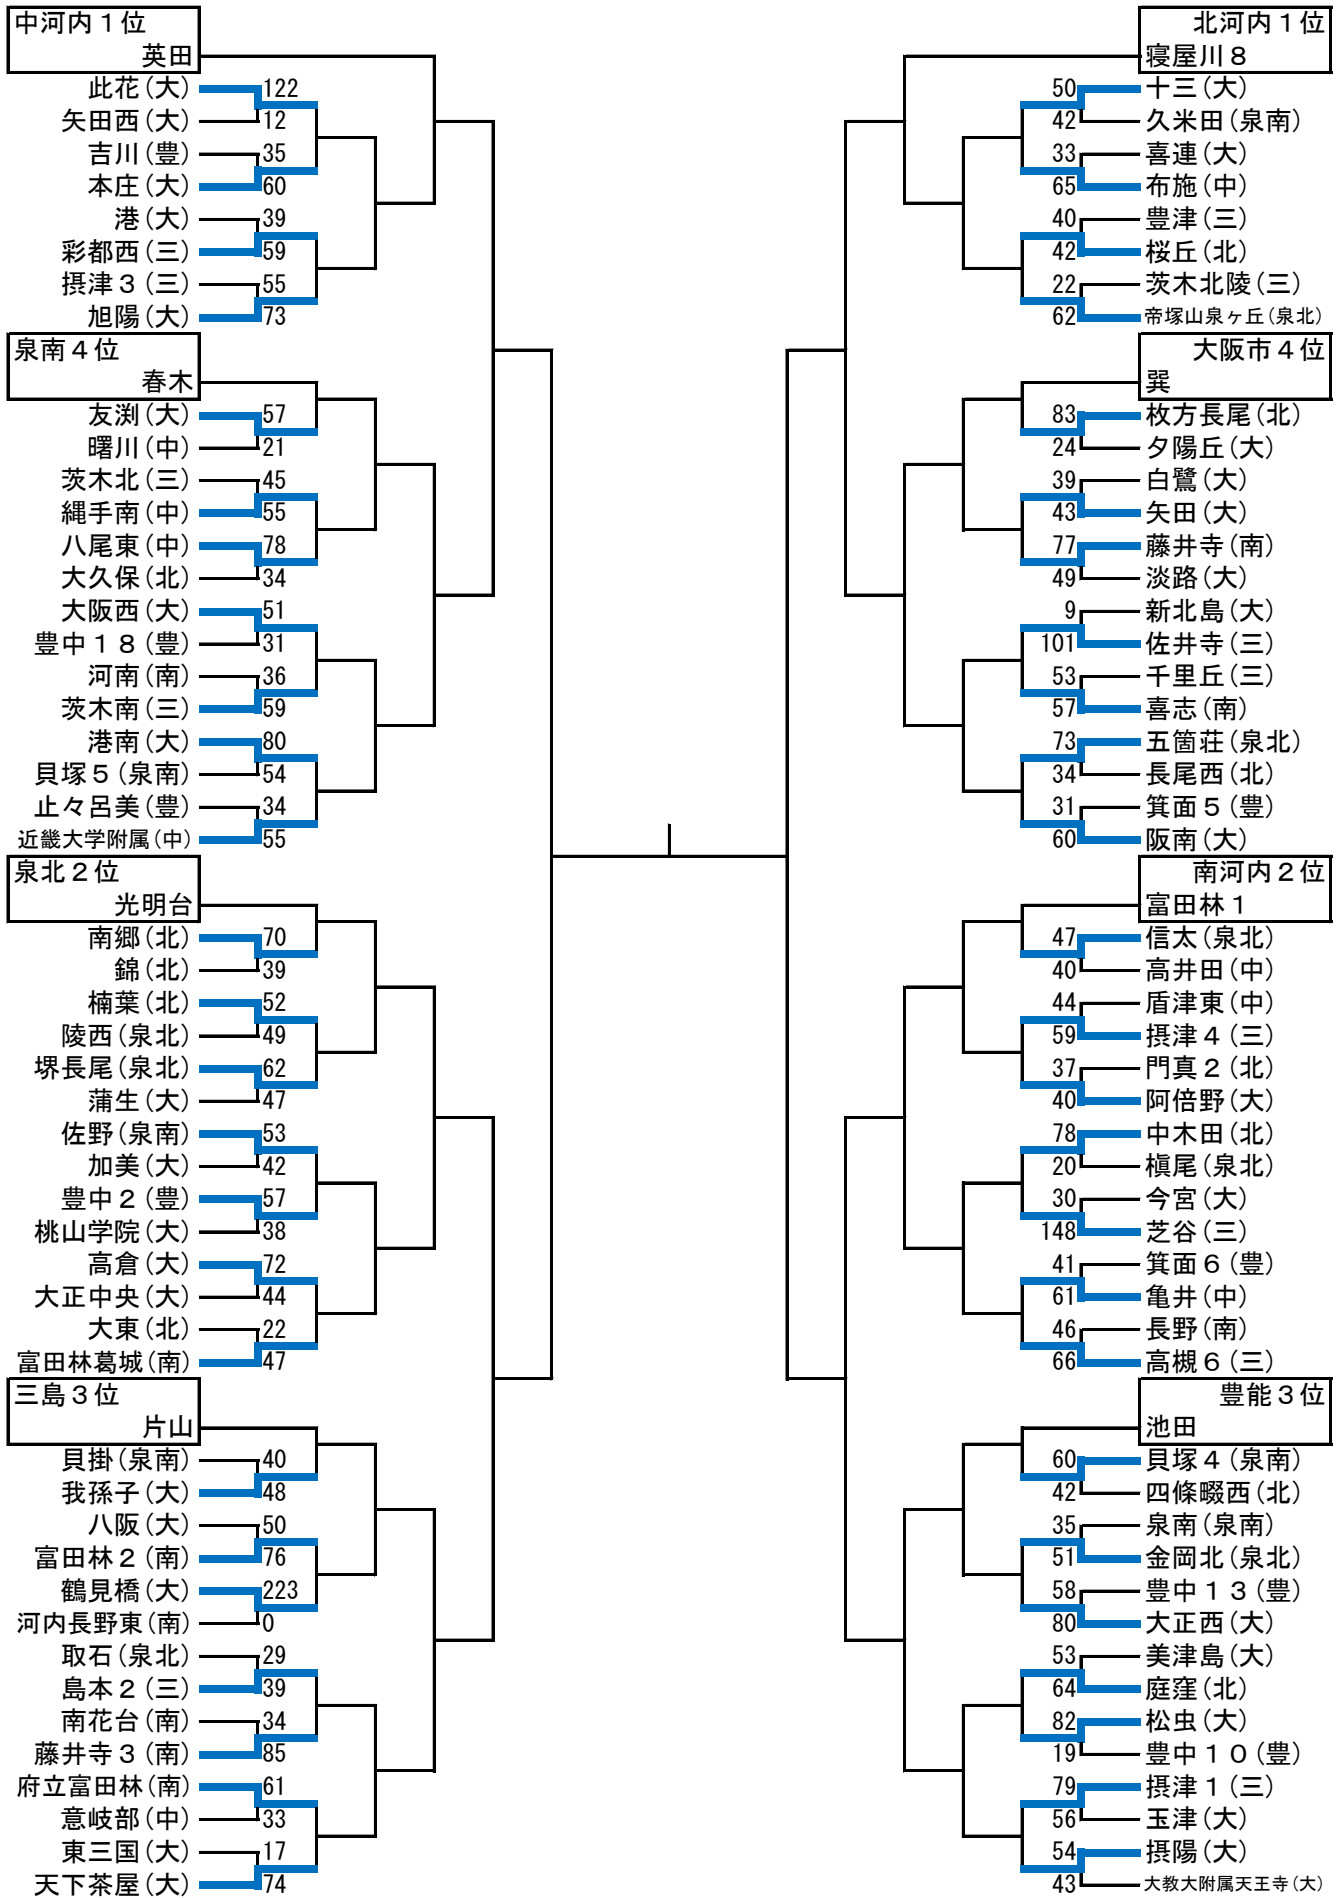 中河内１位
英田
此花(大) 122
矢田西(大) 12
吉川(豊) 35
本庄(大) 60
港(大) 39
彩都西(三) 59
摂津３(三) 55
旭陽(大) 73
泉南４位
春木
友渕(大) 57
曙川(中) 21
茨木北(三) 45
縄手南(中) 55
八尾東(中) 78
大久保(北) 34
大阪西(大) 51
豊中１８(豊) 31
河南(南) 36
茨木南(三) 59
港南(大) 80
貝塚５(泉南) 54
止々呂美(豊) 34
近畿大学附属(中) 55
泉北２位
光明台
南郷(北) 70
錦(北) 39
楠葉(北) 52
陵西(泉北) 49
堺長尾(泉北) 62
蒲生(大) 47
佐野(泉南) 53
加美(大) 42
豊中２(豊) 57
桃山学院(大) 38
高倉(大) 72
大正中央(大) 44
大東(北) 22
富田林葛城(南) 47
三島３位
片山
貝掛(泉南) 40
我孫子(大) 48
八阪(大) 50
富田林２(南) 76
鶴見橋(大) 223
河内長野東(南) 0
取石(泉北) 29
島本２(三) 39
南花台(南) 34
藤井寺３(南) 85
府立富田林(南) 61
意岐部(中) 33
東三国(大) 17
天下茶屋(大) 74
北河内１位
寝屋川８
50 十三(大)
42 久米田(泉南)
33 喜連(大)
65 布施(中)
40 豊津(三)
42 桜丘(北)
22 茨木北陵(三)
62 帝塚山泉ヶ丘(泉北)
大阪市４位
巽
83 枚方長尾(北)
24 夕陽丘(大)
39 白鷺(大)
43 矢田(大)
77 藤井寺(南)
49 淡路(大)
9 新北島(大)
101 佐井寺(三)
53 千里丘(三)
57 喜志(南)
73 五箇荘(泉北)
34 長尾西(北)
31 箕面５(豊)
60 阪南(大)
南河内２位
富田林１
47 信太(泉北)
40 高井田(中)
44 盾津東(中)
59 摂津４(三)
37 門真２(北)
40 阿倍野(大)
78 中木田(北)
20 槇尾(泉北)
30 今宮(大)
148 芝谷(三)
41 箕面６(豊)
61 亀井(中)
46 長野(南)
66 高槻６(三)
豊能３位
池田
60 貝塚４(泉南)
42 四條畷西(北)
35 泉南(泉南)
51 金岡北(泉北)
58 豊中１３(豊)
80 大正西(大)
53 美津島(大)
64 庭窪(北)
82 松虫(大)
19 豊中１０(豊)
79 摂津１(三)
56 玉津(大)
54 摂陽(大)
43 大教大附属天王寺(大)